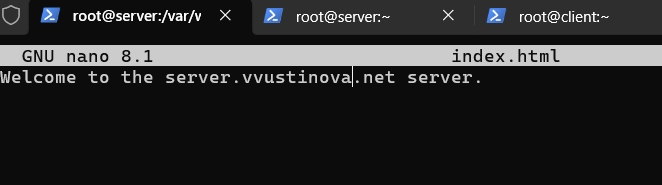 root@server:/var/v
root@server:~
root@client:~
GNU nano 8.1 index.html
Welcome to the server.vvustinova.net server.